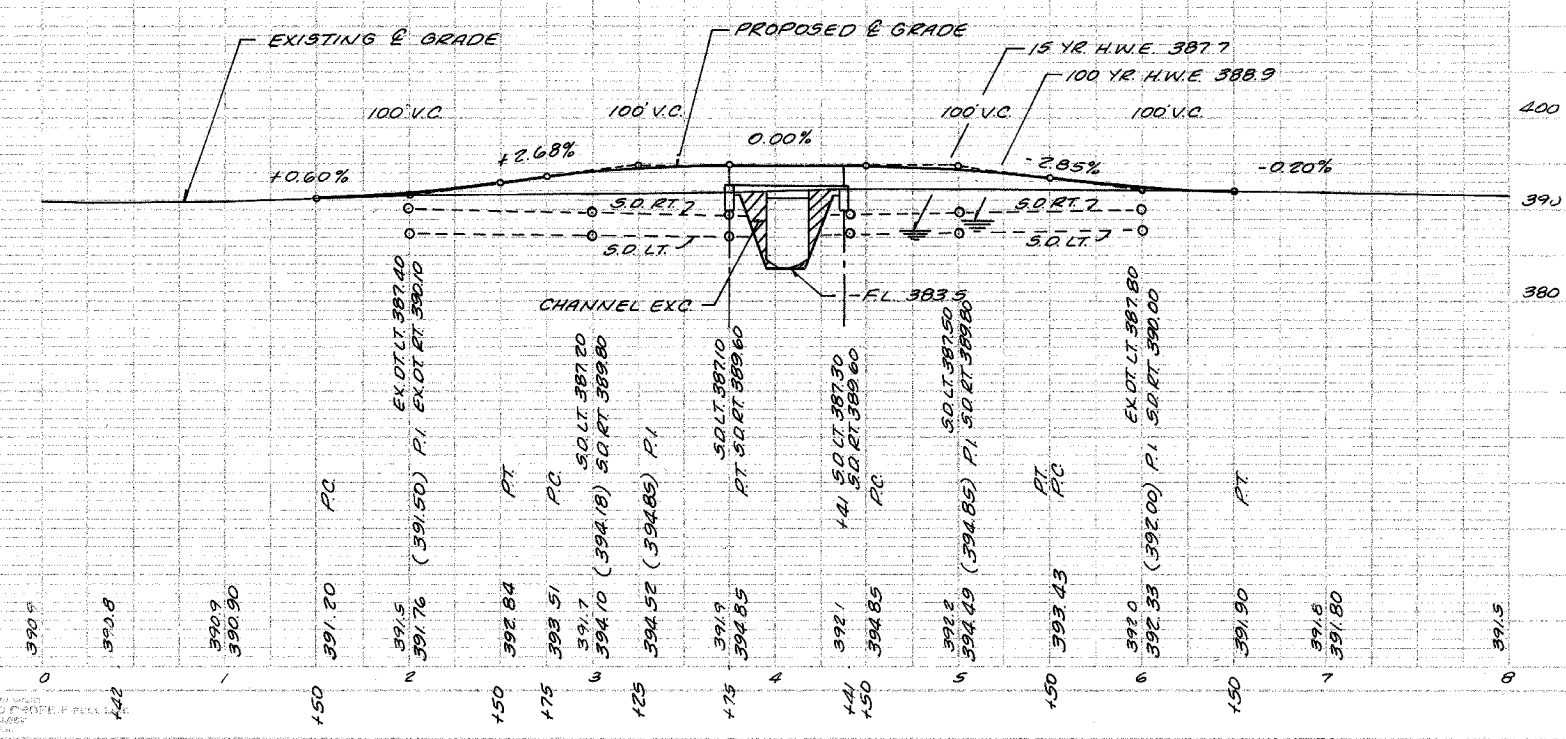 EXISTING ℄ GRADE
PROPOSED ℄ GRADE
15 YR. H.W.E. 387.7
100 YR. H.W.E. 388.9
100' V.C.
100' V.C.
100' V.C.
100' V.C.
400
+0.60%
+2.68%
0.00%
-2.85%
-0.20%
390
S.D. RT.
S.D. RT.
S.D. LT.
S.D. LT.
CHANNEL EXC.
FL. 383.5
380
EX. DT. LT. 387.40
EX. DT. RT. 390.10
S.D. LT. 387.20
S.D. RT. 389.80
S.D. LT. 387.10
P.T. S.D. RT. 389.60
+41 S.D. LT. 387.30
S.D. RT. 389.60
S.D. LT. 387.50
S.D. RT. 389.80
EX. DT. LT. 387.80
S.D. RT. 390.00
P.C.
(391.50) P.I.
P.T.
P.C.
(394.18)
(394.85) P.I.
P.C.
(394.85) P.I.
P.T.
P.C.
(392.00) P.I.
P.T.
390.9
390.8
390.9
390.90
391.20
391.5
391.76
392.84
393.51
391.7
394.10
394.52
391.9
394.85
392.1
394.85
392.2
394.49
393.43
392.0
392.33
391.90
391.8
391.80
391.5
0
+42
1
+50
2
+50
+75
3
+25
+75
4
+41
+50
5
+50
6
+50
7
8